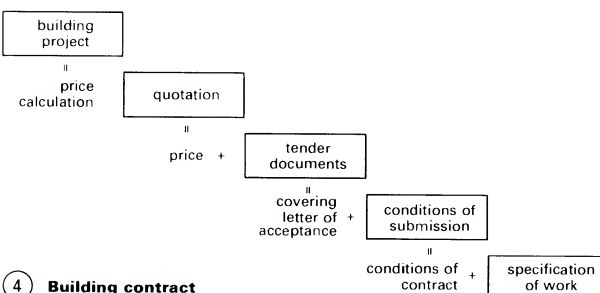 building
project
=
price
calculation
quotation
=
price +
tender
documents
=
covering
letter of +
acceptance
conditions of
submission
=
conditions of
contract +
specification
of work
4 Building contract